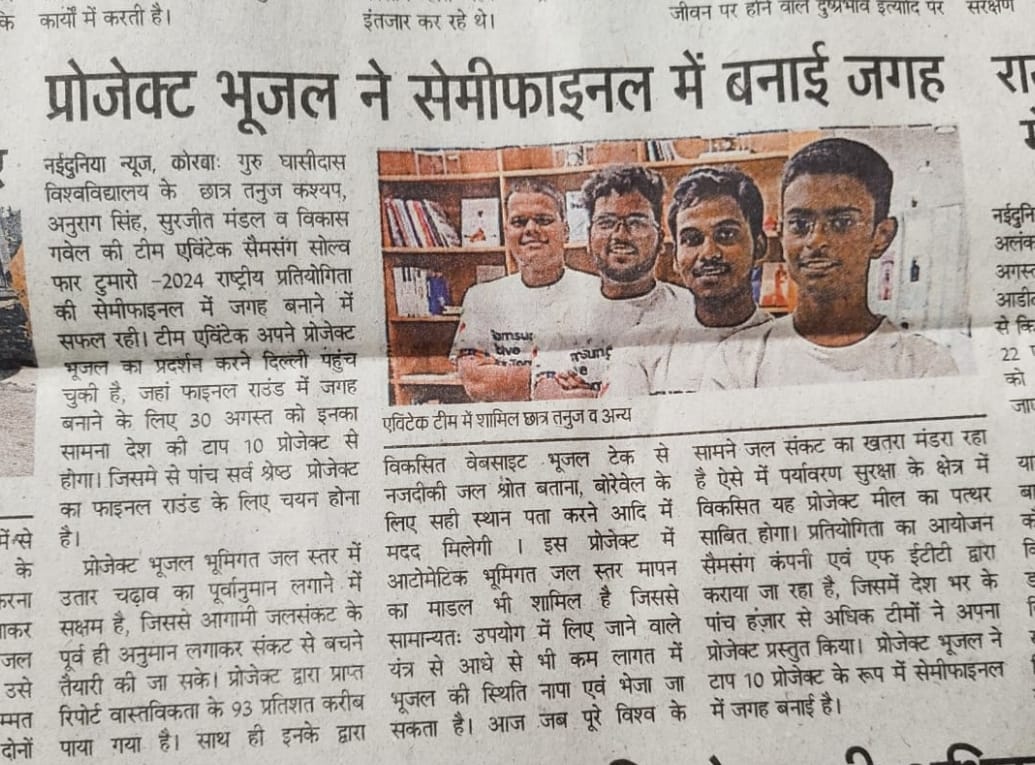 के कार्यों में करती है।
इंतजार कर रहे थे।
जीवन पर होने वाले दुष्प्रभाव इत्यादि पर
संरक्षण
प्रोजेक्ट भूजल ने सेमीफाइनल में बनाई जगह
नईदुनिया न्यूज, कोरबाः गुरु घासीदास
विश्वविद्यालय के छात्र तनुज कश्यप,
अनुराग सिंह, सुरजीत मंडल व विकास
गवेल की टीम एविंटेक सैमसंग सोल्व
फार टुमारो -2024 राष्ट्रीय प्रतियोगिता
की सेमीफाइनल में जगह बनाने में
सफल रही। टीम एविंटेक अपने प्रोजेक्ट
भूजल का प्रदर्शन करने दिल्ली पहुंच
चुकी है, जहां फाइनल राउंड में जगह
बनाने के लिए 30 अगस्त को इनका
सामना देश की टाप 10 प्रोजेक्ट से
होगा। जिसमे से पांच सर्व श्रेष्ठ प्रोजेक्ट
का फाइनल राउंड के लिए चयन होना
है।
प्रोजेक्ट भूजल भूमिगत जल स्तर में
उतार चढ़ाव का पूर्वानुमान लगाने में
सक्षम है, जिससे आगामी जलसंकट के
पूर्व ही अनुमान लगाकर संकट से बचने
तैयारी की जा सके। प्रोजेक्ट द्वारा प्राप्त
रिपोर्ट वास्तविकता के 93 प्रतिशत करीब
पाया गया है। साथ ही इनके द्वारा
एविंटेक टीम में शामिल छात्र तनुज व अन्य
विकसित वेबसाइट भूजल टेक से
नजदीकी जल श्रोत बताना, बोरेवेल के
लिए सही स्थान पता करने आदि में
मदद मिलेगी । इस प्रोजेक्ट में
आटोमेटिक भूमिगत जल स्तर मापन
का माडल भी शामिल है जिससे
सामान्यतः उपयोग में लिए जाने वाले
यंत्र से आधे से भी कम लागत में
भूजल की स्थिति नापा एवं भेजा जा
सकता है। आज जब पूरे विश्व के
सामने जल संकट का खतरा मंडरा रहा
है ऐसे में पर्यावरण सुरक्षा के क्षेत्र में
विकसित यह प्रोजेक्ट मील का पत्थर
साबित होगा। प्रतियोगिता का आयोजन
सैमसंग कंपनी एवं एफ ईटीटी द्वारा
कराया जा रहा है, जिसमें देश भर के
पांच हंज़ार से अधिक टीमों ने अपना
प्रोजेक्ट प्रस्तुत किया। प्रोजेक्ट भूजल ने
टाप 10 प्रोजेक्ट के रूप में सेमीफाइनल
में जगह बनाई है।
में से
के
जल
उसे
दोनों
अगस्त
से
22
को